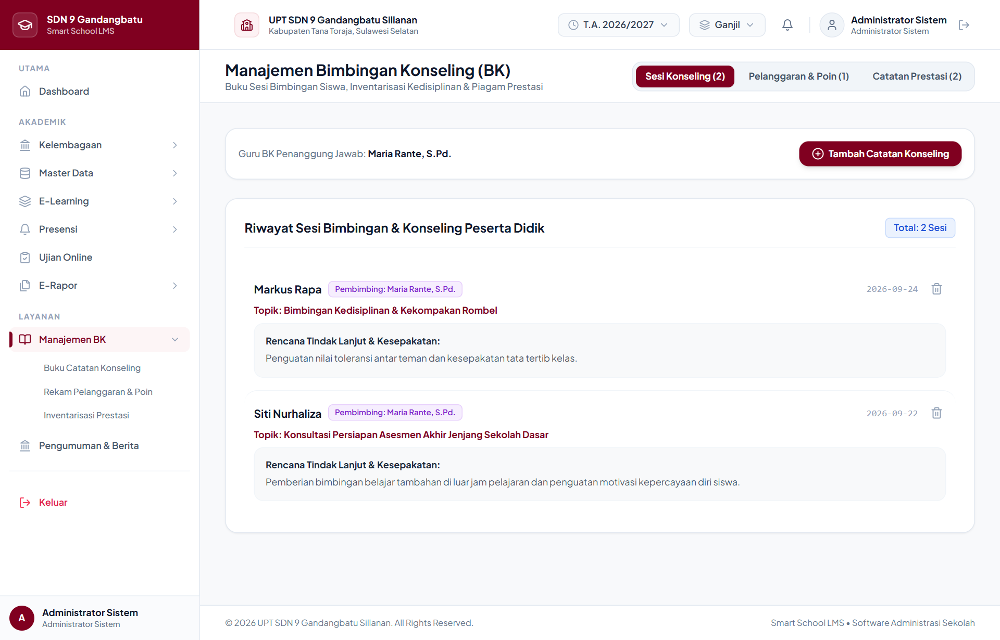 SDN 9 Gandangbatu
Smart School LMS
UPT SDN 9 Gandangbatu Sillanan
Kabupaten Tana Toraja, Sulawesi Selatan
T.A. 2026/2027
Ganjil
Administrator Sistem
Administrator Sistem
UTAMA
Dashboard
AKADEMIK
Kelembagaan
Master Data
E-Learning
Presensi
Ujian Online
E-Rapor
LAYANAN
Manajemen BK
Buku Catatan Konseling
Rekam Pelanggaran & Poin
Inventarisasi Prestasi
Pengumuman & Berita
Keluar
A
Administrator Sistem
Administrator Sistem
Manajemen Bimbingan Konseling (BK)
Buku Sesi Bimbingan Siswa, Inventarisasi Kedisiplinan & Piagam Prestasi
Sesi Konseling (2)
Pelanggaran & Poin (1)
Catatan Prestasi (2)
Guru BK Penanggung Jawab: Maria Rante, S.Pd.
Tambah Catatan Konseling
Riwayat Sesi Bimbingan & Konseling Peserta Didik
Total: 2 Sesi
Markus Rapa
Pembimbing: Maria Rante, S.Pd.
2026-09-24
Topik: Bimbingan Kedisiplinan & Kekompakan Rombel
Rencana Tindak Lanjut & Kesepakatan:
Penguatan nilai toleransi antar teman dan kesepakatan tata tertib kelas.
Siti Nurhaliza
Pembimbing: Maria Rante, S.Pd.
2026-09-22
Topik: Konsultasi Persiapan Asesmen Akhir Jenjang Sekolah Dasar
Rencana Tindak Lanjut & Kesepakatan:
Pemberian bimbingan belajar tambahan di luar jam pelajaran dan penguatan motivasi kepercayaan diri siswa.
© 2026 UPT SDN 9 Gandangbatu Sillanan. All Rights Reserved.
Smart School LMS • Software Administrasi Sekolah